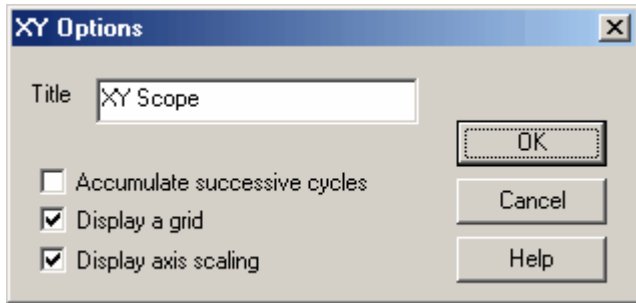 XY Options
Title XY Scope
OK
Accumulate successive cycles
Cancel
Display a grid
Display axis scaling
Help